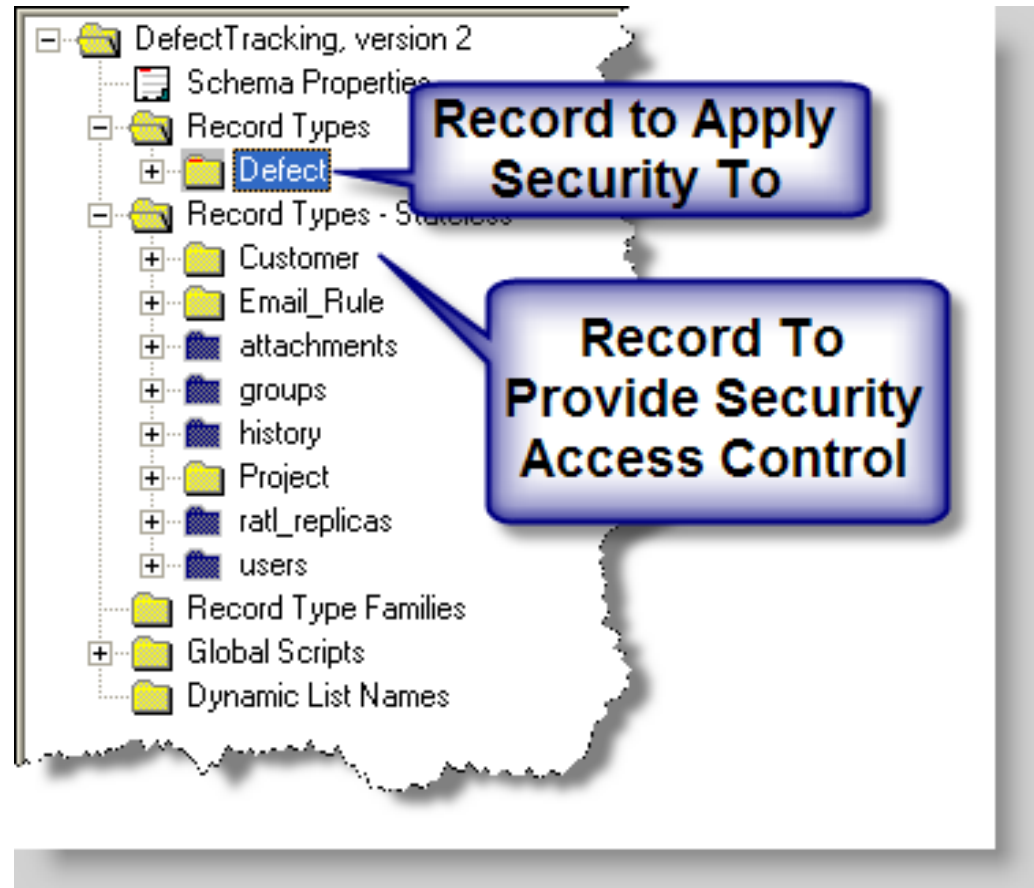 DefectTracking, version 2
Schema Properties
Record Types
Defect
Record Types - Stateless
Customer
Email_Rule
attachments
groups
history
Project
ratl_replicas
users
Record Type Families
Global Scripts
Dynamic List Names
Record to Apply
Security To
Record To
Provide Security
Access Control